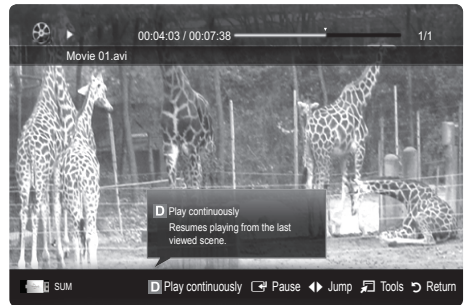 00:04:03 / 00:07:38 1/1
Movie 01.avi
D Play continuously
Resumes playing from the last
viewed scene.
SUM D Play continuously Pause Jump Tools Return